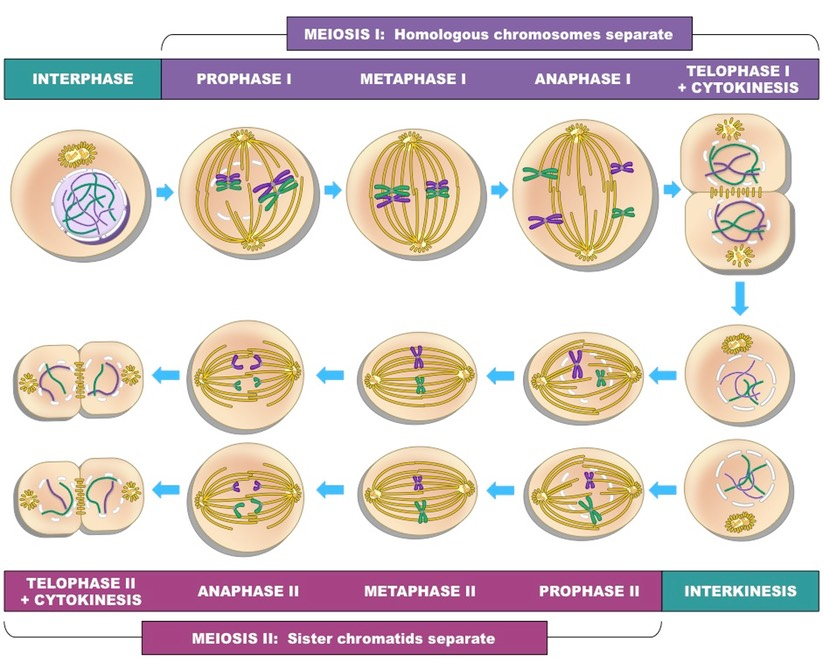 MEIOSIS I:  Homologous chromosomes separate
INTERPHASE
PROPHASE I
METAPHASE I
ANAPHASE I
TELOPHASE I
+ CYTOKINESIS
TELOPHASE II
+ CYTOKINESIS
ANAPHASE II
METAPHASE II
PROPHASE II
INTERKINESIS
MEIOSIS II:  Sister chromatids separate